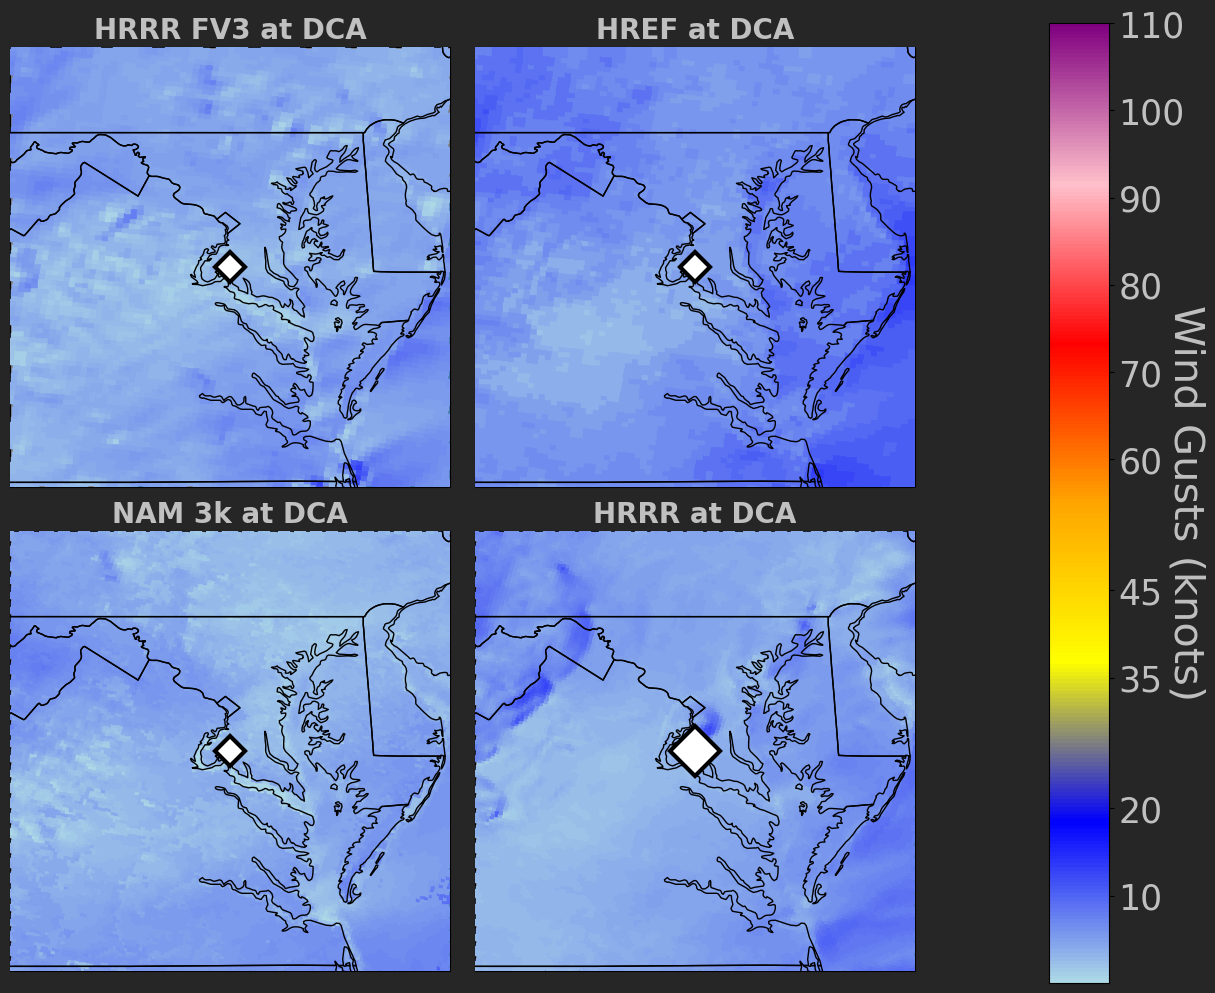 HRRR FV3 at DCA
HREF at DCA
NAM 3k at DCA
HRRR at DCA
110
100
90
80
70
60
45
35
20
10
Wind Gusts (knots)